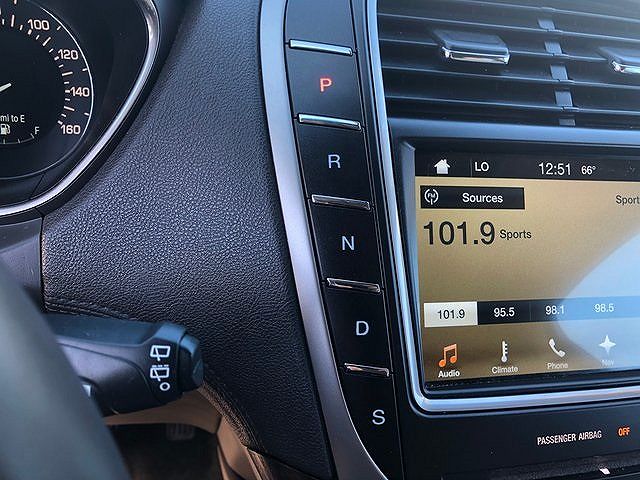 100
120
140
160
mi to E
F
P
R
N
D
S
LO 12:51 66°
FM Sources
101.9 Sports
101.9 95.5 98.1 98.5
Audio Climate Phone Nav
PASSENGER AIRBAG OFF